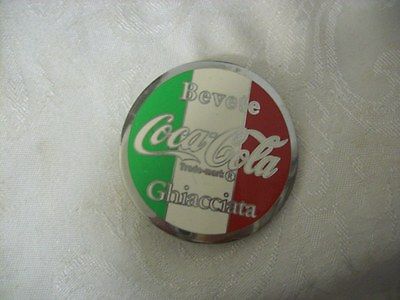 Bevete
Coca-Cola
Trade-mark ®
Ghiacciata